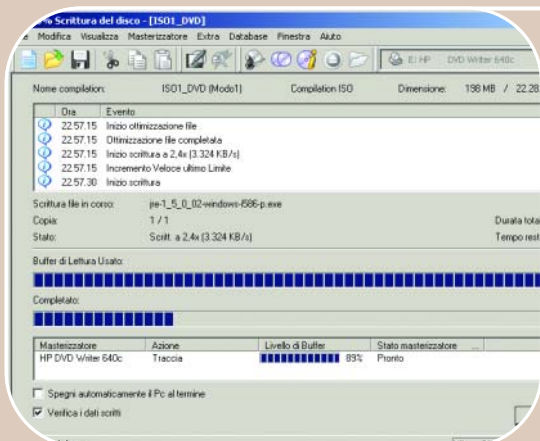 % Scrittura del disco - [ISO1_DVD]
Modifica Visualizza Masterizzatore Extra Database Finestra Aiuto
E: HP DVD Writer 640c
Nome compilation: ISO1_DVD (Modo1) Compilation ISO Dimensione: 198 MB / 22.28
Ora Evento
22.57.15 Inizio ottimizzazione file
22.57.15 Ottimizzazione file completata
22.57.15 Inizio scrittura a 2,4x (3.324 KB/s)
22.57.15 Incremento Veloce ultimo Limite
22.57.30 Inizio scrittura
Scrittura file in corso: jre-1_5_0_02-windows-i586-p.exe
Copia: 1 / 1 Durata tota
Stato: Scritt. a 2,4x (3.324 KB/s) Tempo rest
Buffer di Lettura Usato:
Completato:
Masterizzatore Azione Livello di Buffer Stato masterizzatore ...
HP DVD Writer 640c Traccia 89% Pronto
Spegni automaticamente il Pc al termine
Verifica i dati scritti